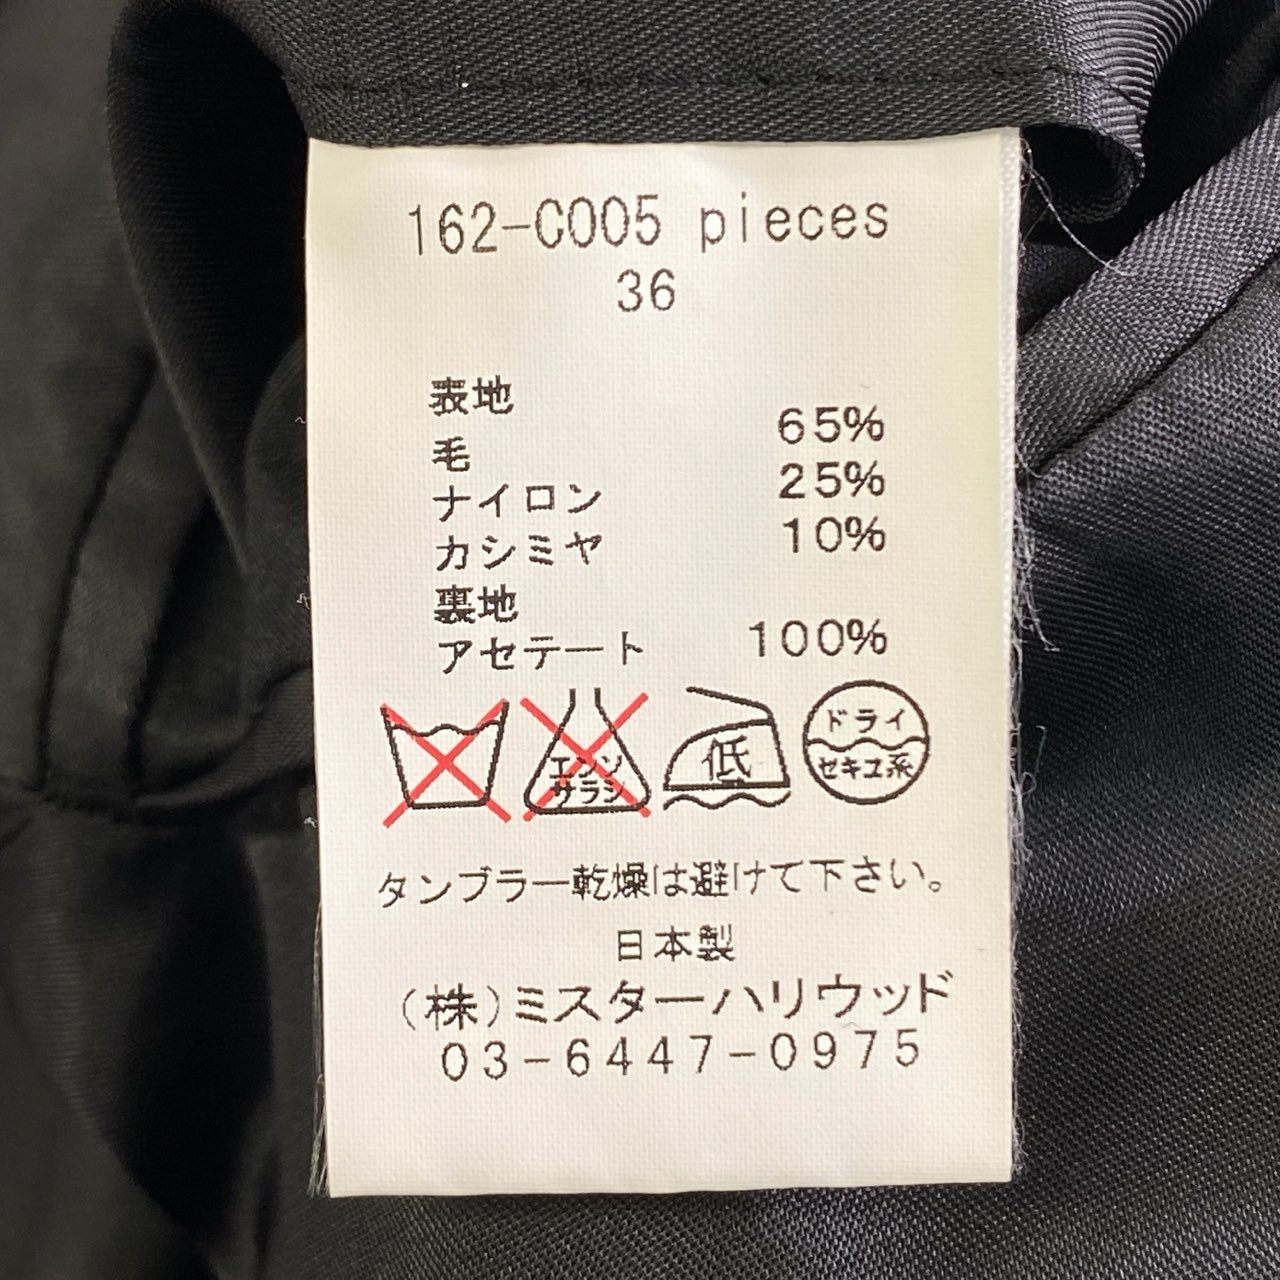 162-C005 pieces
36
表地
毛 65%
ナイロン 25%
カシミヤ 10%
裏地
アセテート 100%
エンソ
サラシ
低
ドライ
セキユ系
タンブラー乾燥は避けて下さい。
日本製
(株)ミスターハリウッド
03-6447-0975